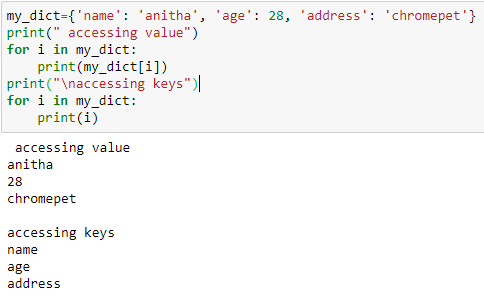 my_dict={'name': 'anitha', 'age': 28, 'address': 'chromepet'}
print(" accessing value")
for i in my_dict:
    print(my_dict[i])
print("\naccessing keys")
for i in my_dict:
    print(i)
 accessing value
anitha
28
chromepet

accessing keys
name
age
address